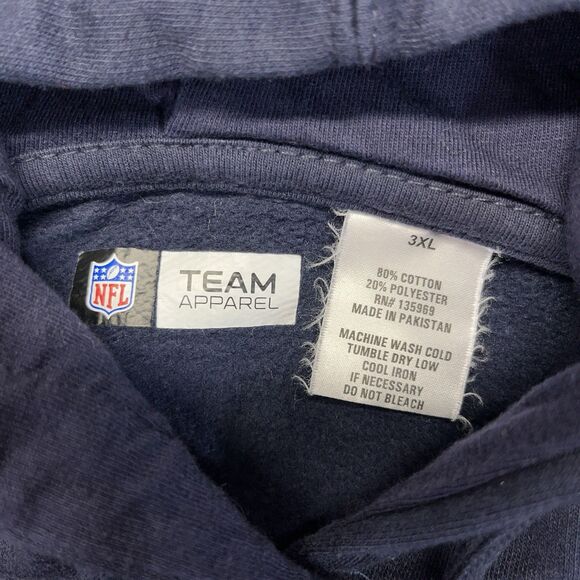 NFL
TEAM
APPAREL
3XL
80% COTTON
20% POLYESTER
RN# 135969
MADE IN PAKISTAN
MACHINE WASH COLD
TUMBLE DRY LOW
COOL IRON
IF NECESSARY
DO NOT BLEACH